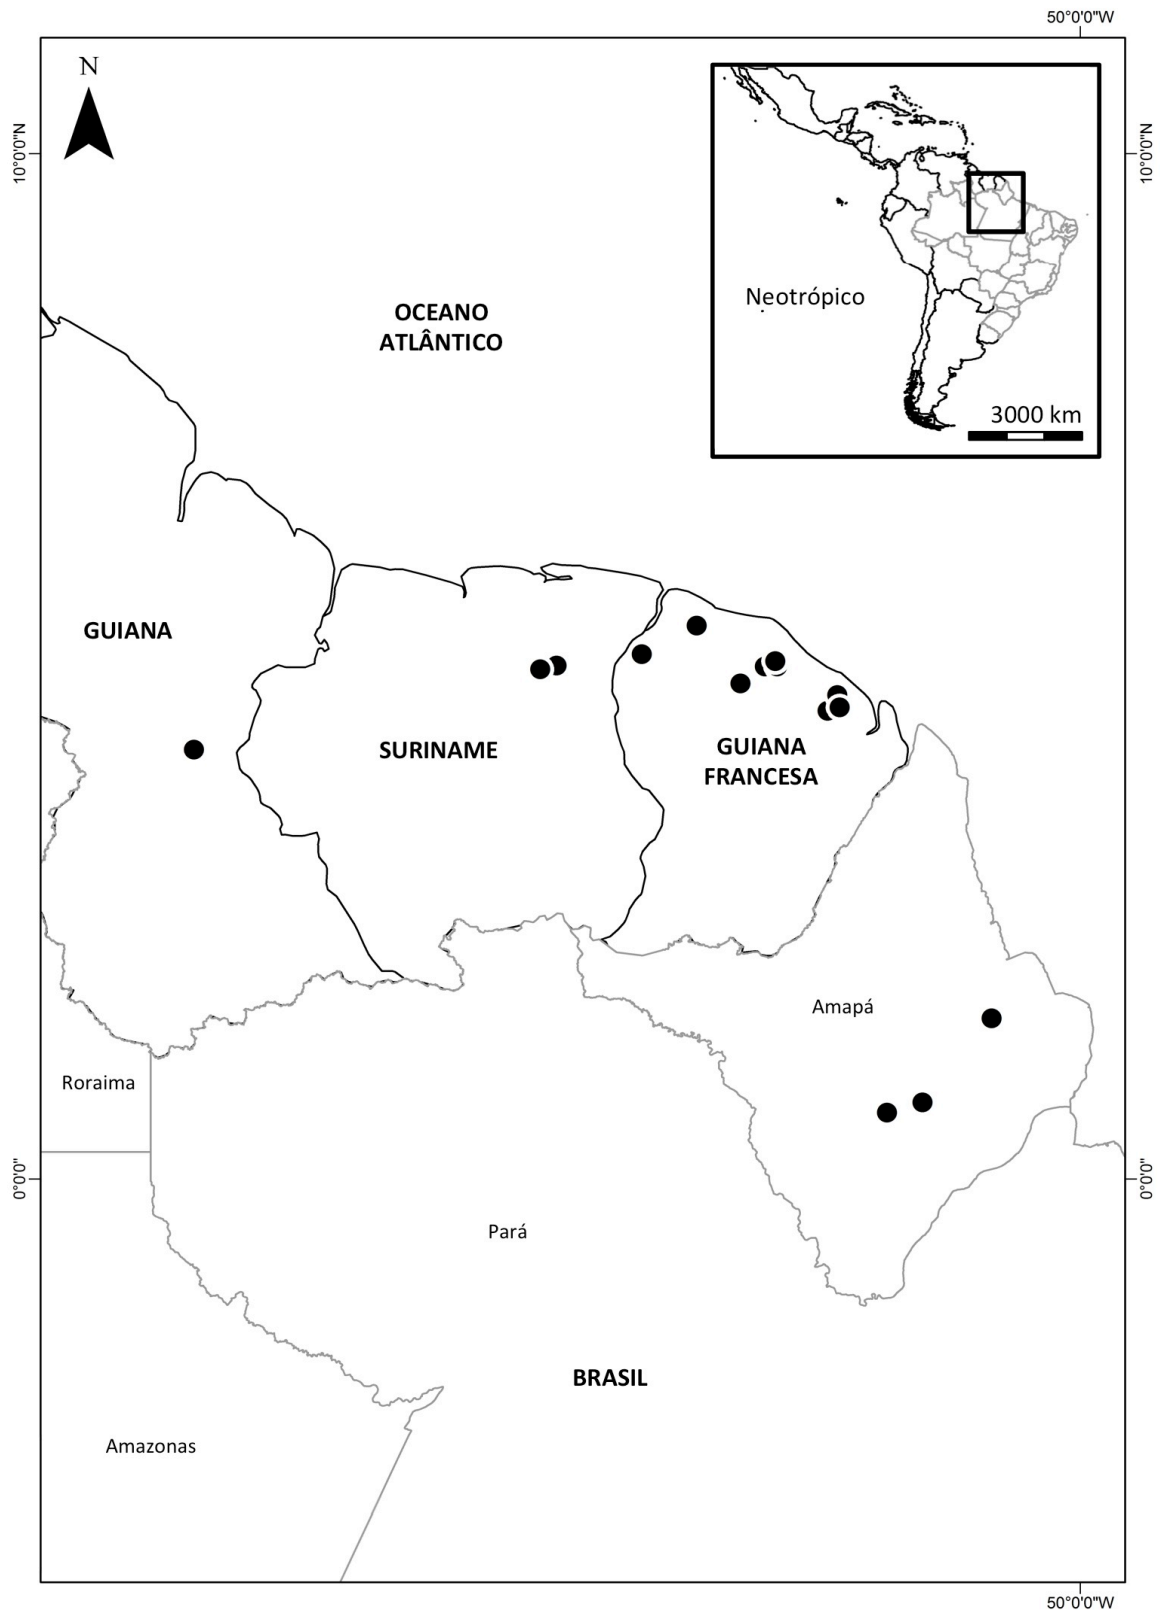 50°0'0"W
N
10°0'0"N
10°0'0"N
Neotrópico
3000 km
OCEANO
ATLÂNTICO
GUIANA
SURINAME
GUIANA
FRANCESA
Amapá
Roraima
0°0'0"
0°0'0"
Pará
BRASIL
Amazonas
50°0'0"W